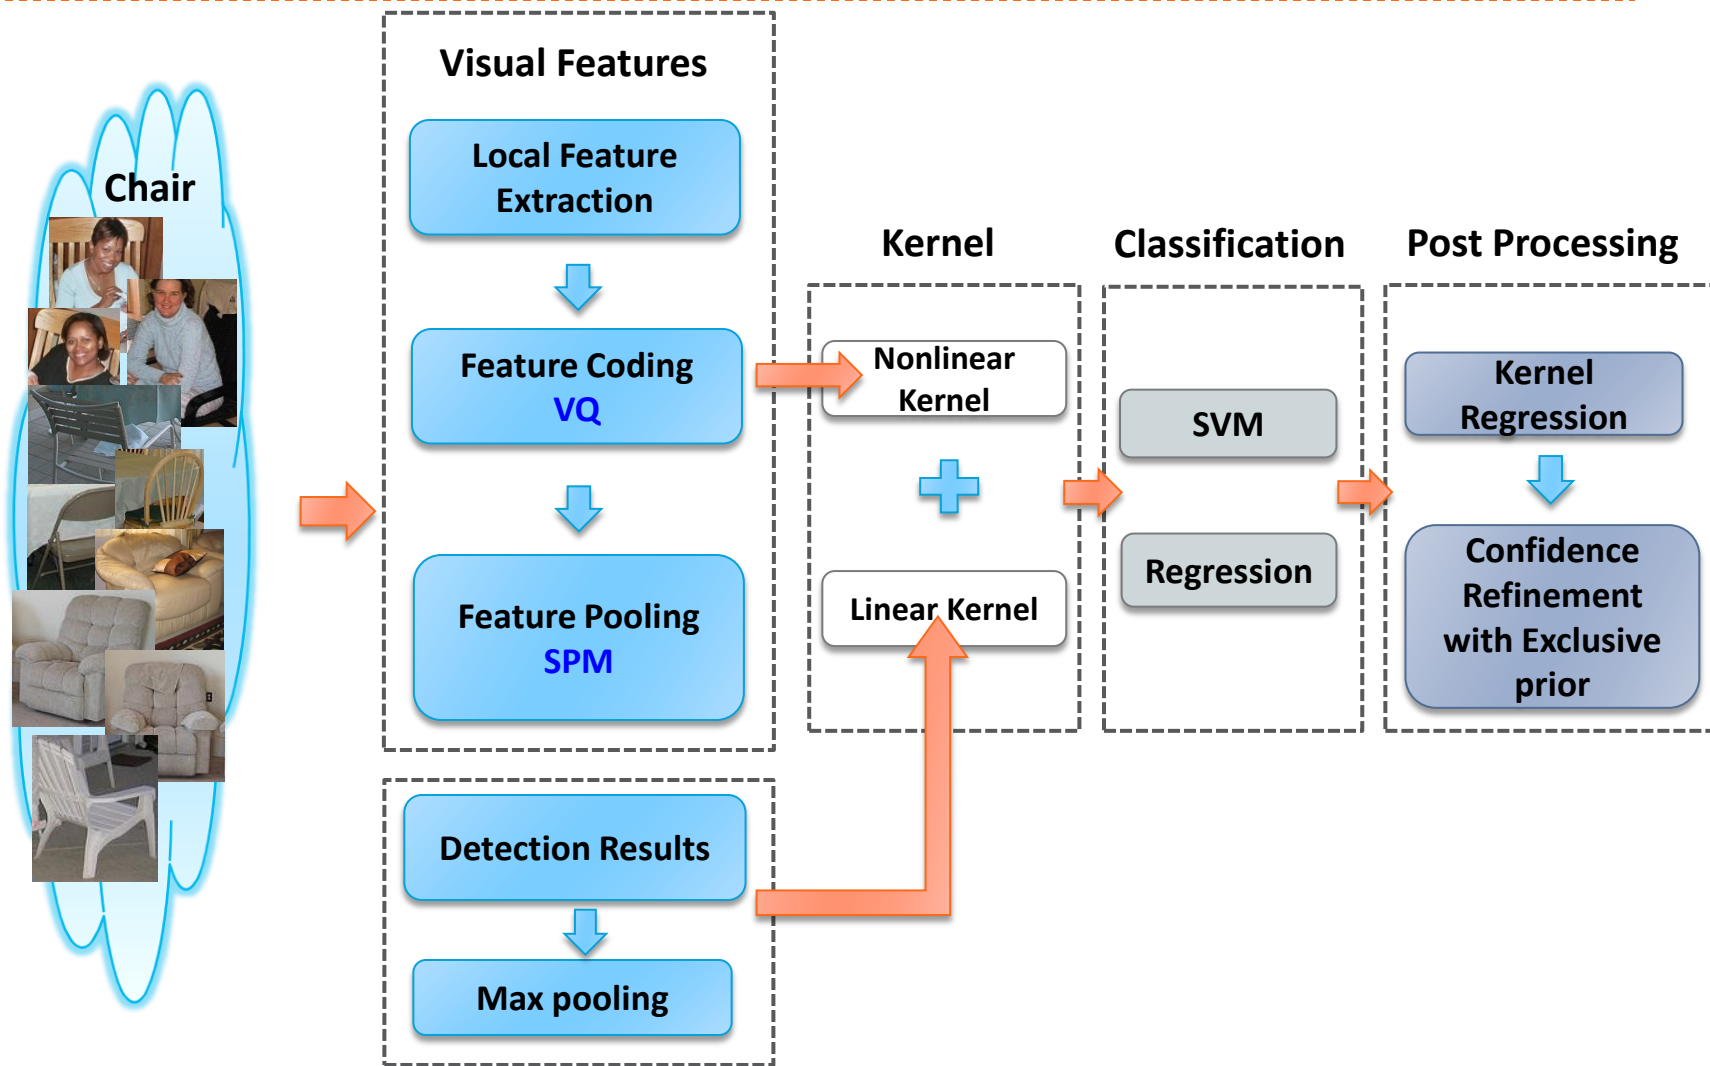 Visual Features
Chair
Local Feature
Extraction
Feature Coding
VQ
Feature Pooling
SPM
Detection Results
Max pooling
Kernel
Nonlinear
Kernel
Linear Kernel
Classification
SVM
Regression
Post Processing
Kernel
Regression
Confidence
Refinement
with Exclusive
prior